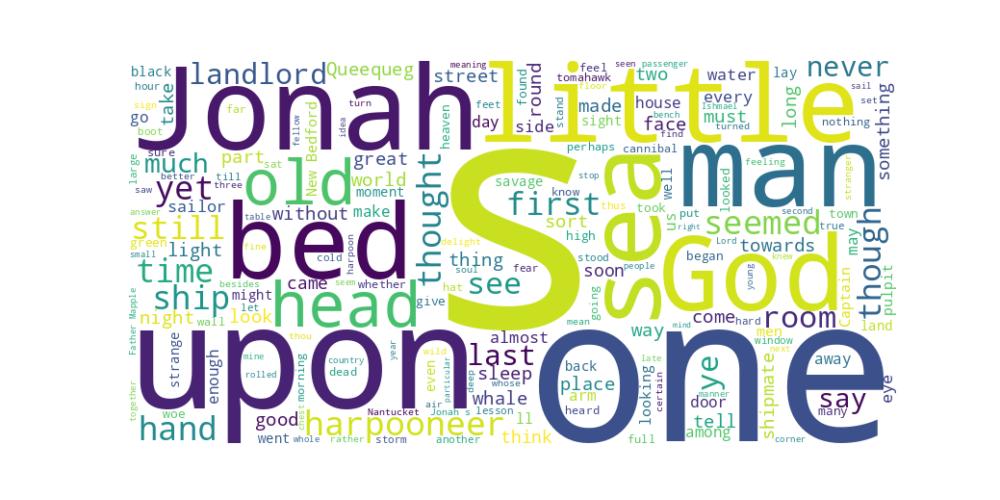 black
hour
go
boot
take
landlord
Queequeg
street
meaning
feel
seen
passenger
tomahawk
floor
two
water
lay
never
Jonah
little
sign
far
turn
fellow
idea
New Bedford
heaven
feet
day
found
round
side
stand
made
sight
house
face
every
must
Ishmael
bench
turned
find
long
sail
set
nothing
something
large
sure
much
better
till
part
sat
great
perhaps
cannibal
well
man
saw
yet
three
old
world
moment
thought
savage
stop
know
sea
looked
feeling
stranger
answer
sailor
without
make
table
first
sort
thus
took
us
put
right
seemed
second
town
true
still
green
small
light
bed
fine
cold
harpoon
delight
soul
thing
high
fear
stood
people
began
Lord
towards
knew
young
God
may
though
time
besides
came
seem
whether
hat
see
soon
S
ship
might
let
head
give
going
come
hard
room
Captain
land
pulpit
night
wall
look
mean
way
mind
men
window
next
Father Mapple
strange
upon
thou
almost
last
one
late
looking
certain
ye
manner
away
eye
enough
mine
rolled
morning
country
dead
year
wild
even
particular
deep
sleep
whose
back
place
arm
heard
door
shipmate
say
many
together
woe
air
whale
hand
good
chest
harpooneer
Nantucket
Jonah s
lesson
ll
tell
among
went
whole
rather
storm
another
think
full
corner